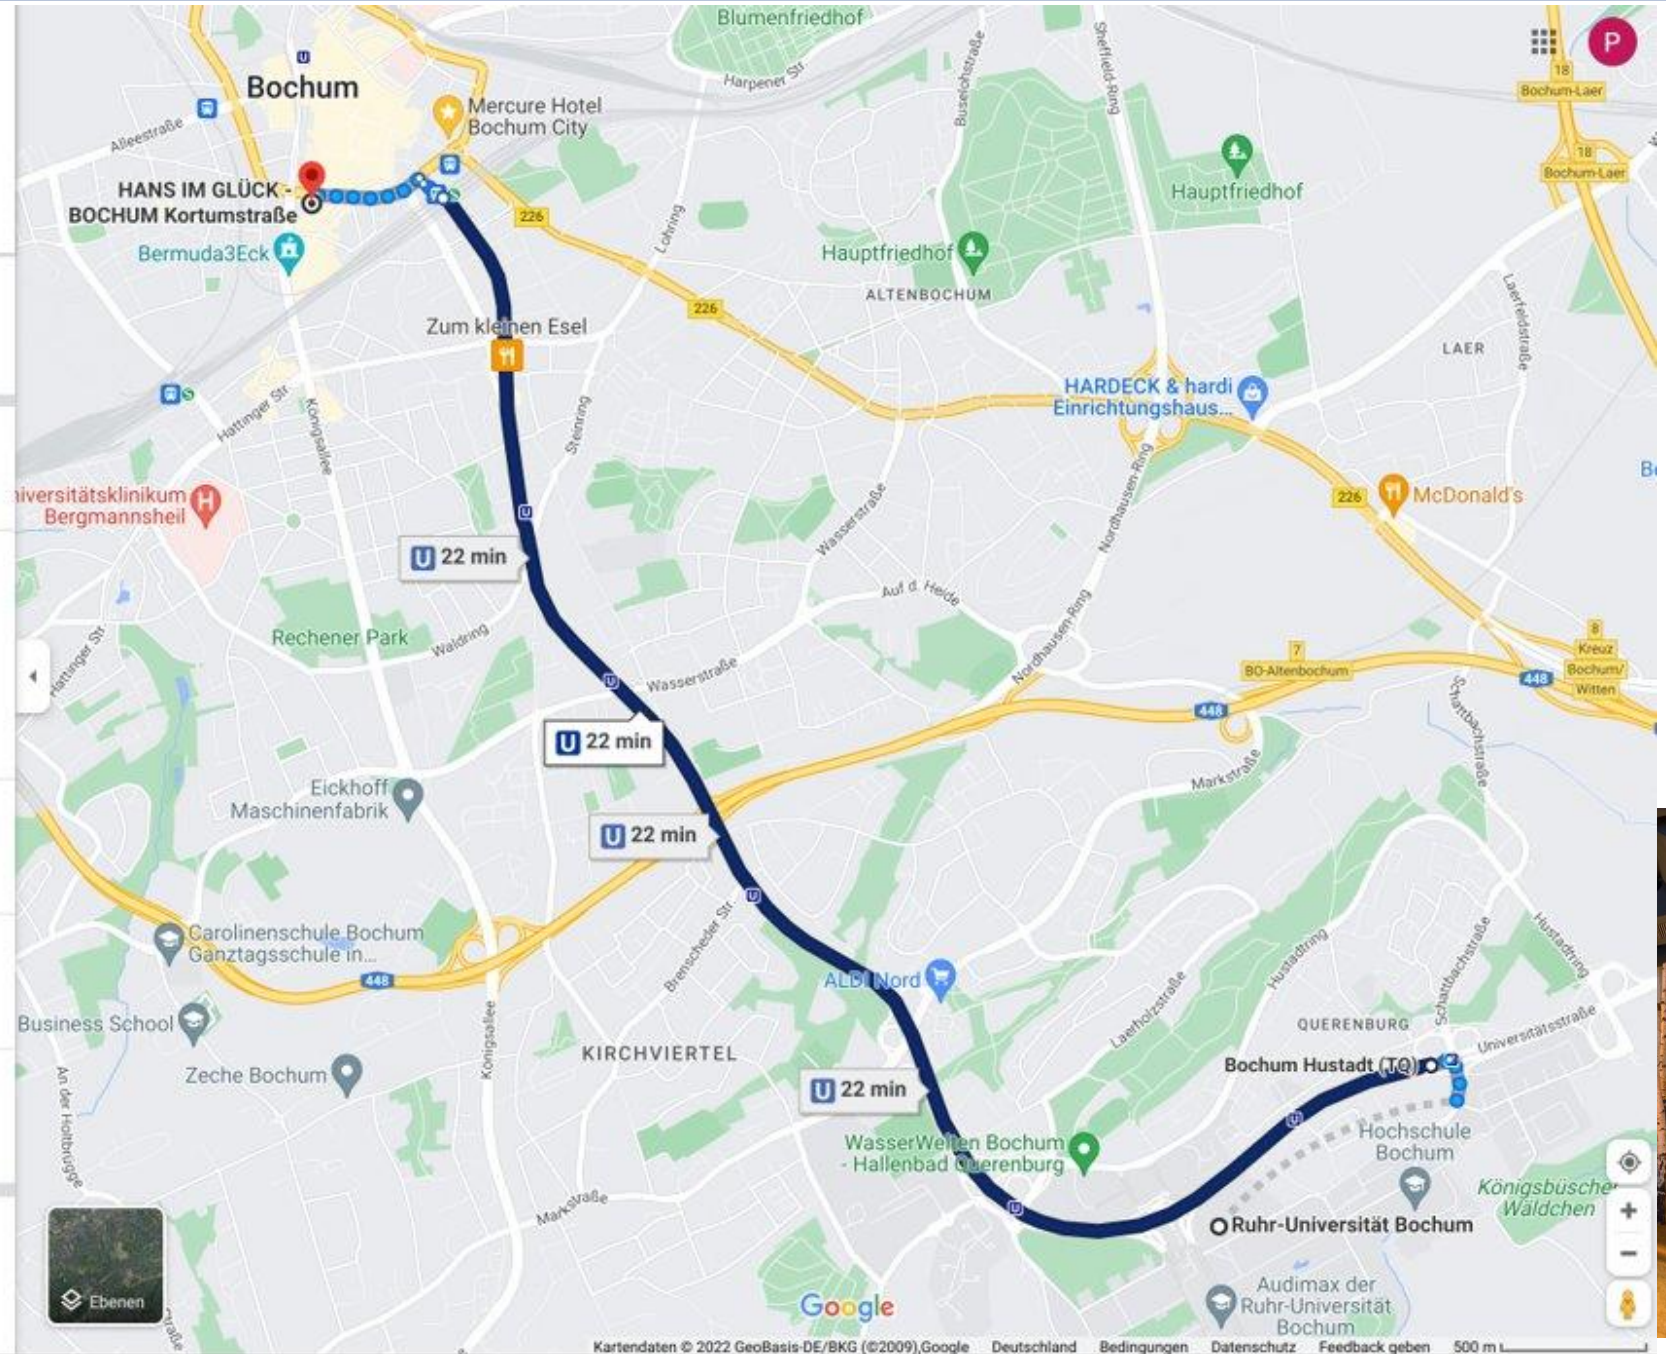 Blumenfriedhof
Harpener Str
Buselohstraße
Sheffield-Ring
P
18
Bochum-Laer
18
Bochum-Laer
U
Bochum
Alleestraße
Mercure Hotel
Bochum City
HANS IM GLÜCK -
BOCHUM Kortumstraße
Bermuda3Eck
226
Lohring
Hauptfriedhof
Hauptfriedhof
ALTENBOCHUM
226
Zum kleinen Esel
LAER
Laerfeldstraße
HARDECK & hardi
Einrichtungshaus...
S
Hattinger Str
Königsallee
Steinring
Nordhausen-Ring
226
McDonald's
niversitätsklinikum
Bergmannsheil
H
U
U 22 min
Wasserstraße
Auf d. Heide
Rechener Park
Waldring
Hattinger Str
Nordhausen-Ring
7
BO-Altenbochum
8
Kreuz
Bochum/
Witten
448
448
Schattbachstraße
U
Wasserstraße
U 22 min
Markstraße
Eickhoff
Maschinenfabrik
U 22 min
U
Brenscheder Str
Carolinenschule Bochum
Ganztagsschule in...
448
ALDI Nord
Laerholzstraße
Hustadtring
Schattbachstraße
Hustadtring
Business School
Königsallee
KIRCHVIERTEL
QUERENBURG
Universitätsstraße
Zeche Bochum
An der Holtbrügge
Bochum Hustadt (TQ)
U 22 min
U
WasserWelten Bochum
- Hallenbad Querenburg
Hochschule
Bochum
Königsbüscher
Wäldchen
Markstraße
U
Ruhr-Universität Bochum
+
−
Ebenen
Google
Audimax der
Ruhr-Universität
Bochum
Kartendaten © 2022 GeoBasis-DE/BKG (©2009),Google Deutschland Bedingungen Datenschutz Feedback geben 500 m